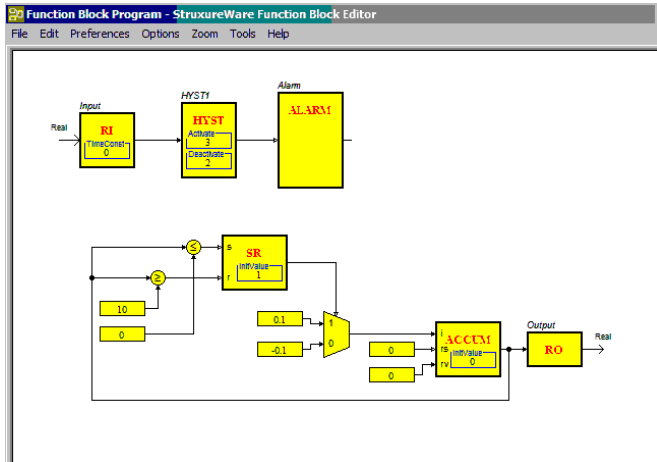 Function Block Program - StruxureWare Function Block Editor
File Edit Preferences Options Zoom Tools Help
Alarm
HYST1
Input
ALARM
Real
RI
HYST
TimeConst
0
Activate
3
Deactivate
2
s
SR
InitValue
1
r
≤
≥
10
0
0.1
1
-0.1
0
Output
Real
i
ACCUM
0
rs
InitValue
0
RO
0
rv